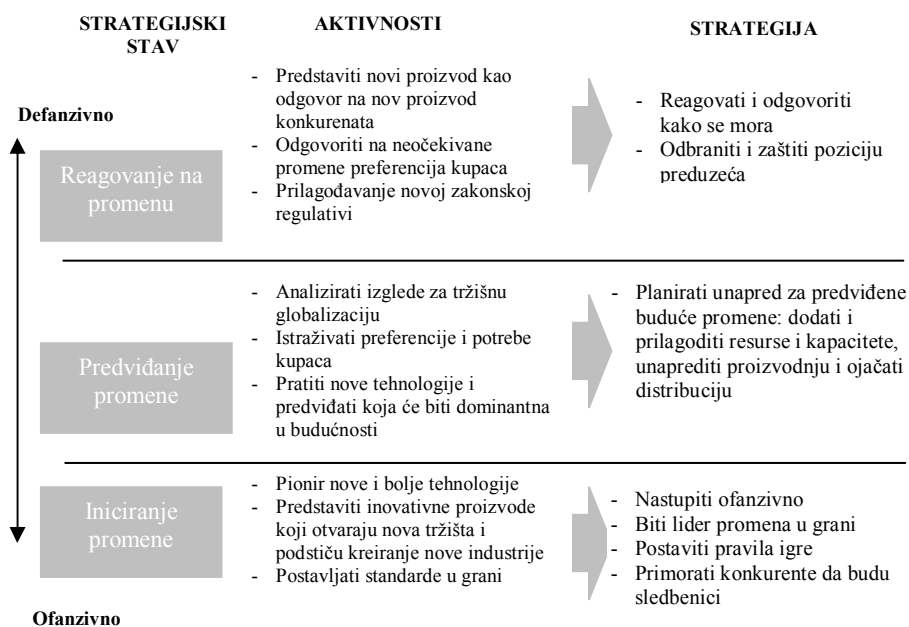 STRATEGIJSKI
STAV
AKTIVNOSTI
STRATEGIJA
Defanzivno
Reagovanje na
promenu
- Predstaviti novi proizvod kao
odgovor na nov proizvod
konkurenata
- Odgovoriti na neočekivane
promene preferencija kupaca
- Prilagođavanje novoj zakonskoj
regulativi
- Reagovati i odgovoriti
kako se mora
- Odbraniti i zaštiti poziciju
preduzeća
Predviđanje
promene
- Analizirati izglede za tržišnu
globalizaciju
- Istraživati preferencije i potrebe
kupaca
- Pratiti nove tehnologije i
predviđati koja će biti dominantna
u budućnosti
- Planirati unapred za predviđene
buduće promene: dodati i
prilagoditi resurse i kapacitete,
unaprediti proizvodnju i ojačati
distribuciju
Iniciranje
promene
- Pionir nove i bolje tehnologije
- Predstaviti inovativne proizvode
koji otvaraju nova tržišta i
podstiču kreiranje nove industrije
- Postavljati standarde u grani
- Nastupiti ofanzivno
- Biti lider promena u grani
- Postaviti pravila igre
- Primorati konkurente da budu
sledbenici
Ofanzivno